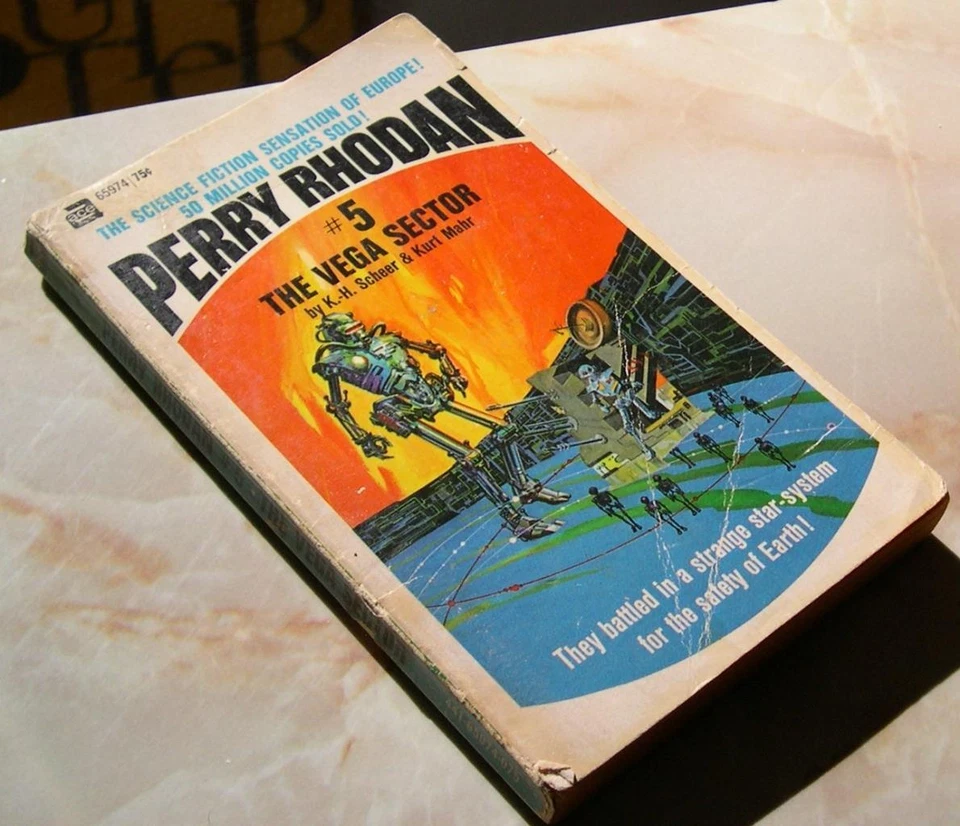 THE SCIENCE FICTION SENSATION OF EUROPE!
50 MILLION COPIES SOLD!
ace
65974 75¢
PERRY RHODAN
#5
THE VEGA SECTOR
by K.-H. Scheer & Kurt Mahr
They battled in a strange star-system
for the safety of Earth!